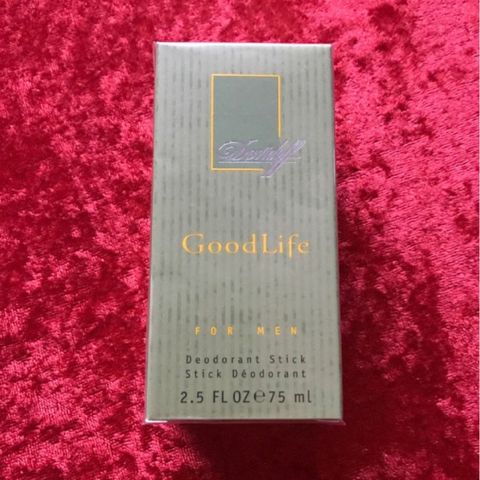 Davidoff
GoodLife
FOR MEN
Deodorant Stick
Stick Déodorant
2.5 FL OZ℮75 ml